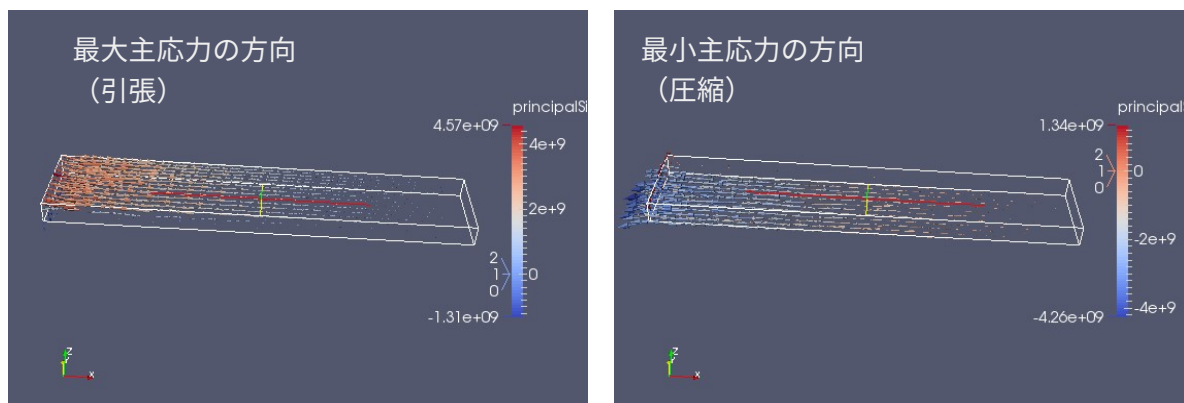 最大主応力の方向
（引張）
principalSi
4.57e+09
4e+9
2e+9
2
1
0
0
-1.31e+09
Z
Y
X
最小主応力の方向
（圧縮）
principalS
1.34e+09
2
1
0
0
-2e+9
-4e+9
-4.26e+09
Z
Y
X